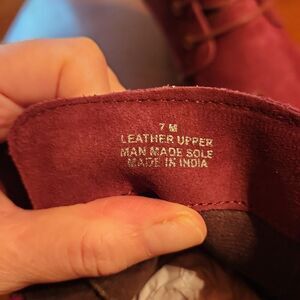 7 M
LEATHER UPPER
MAN MADE SOLE
MADE IN INDIA